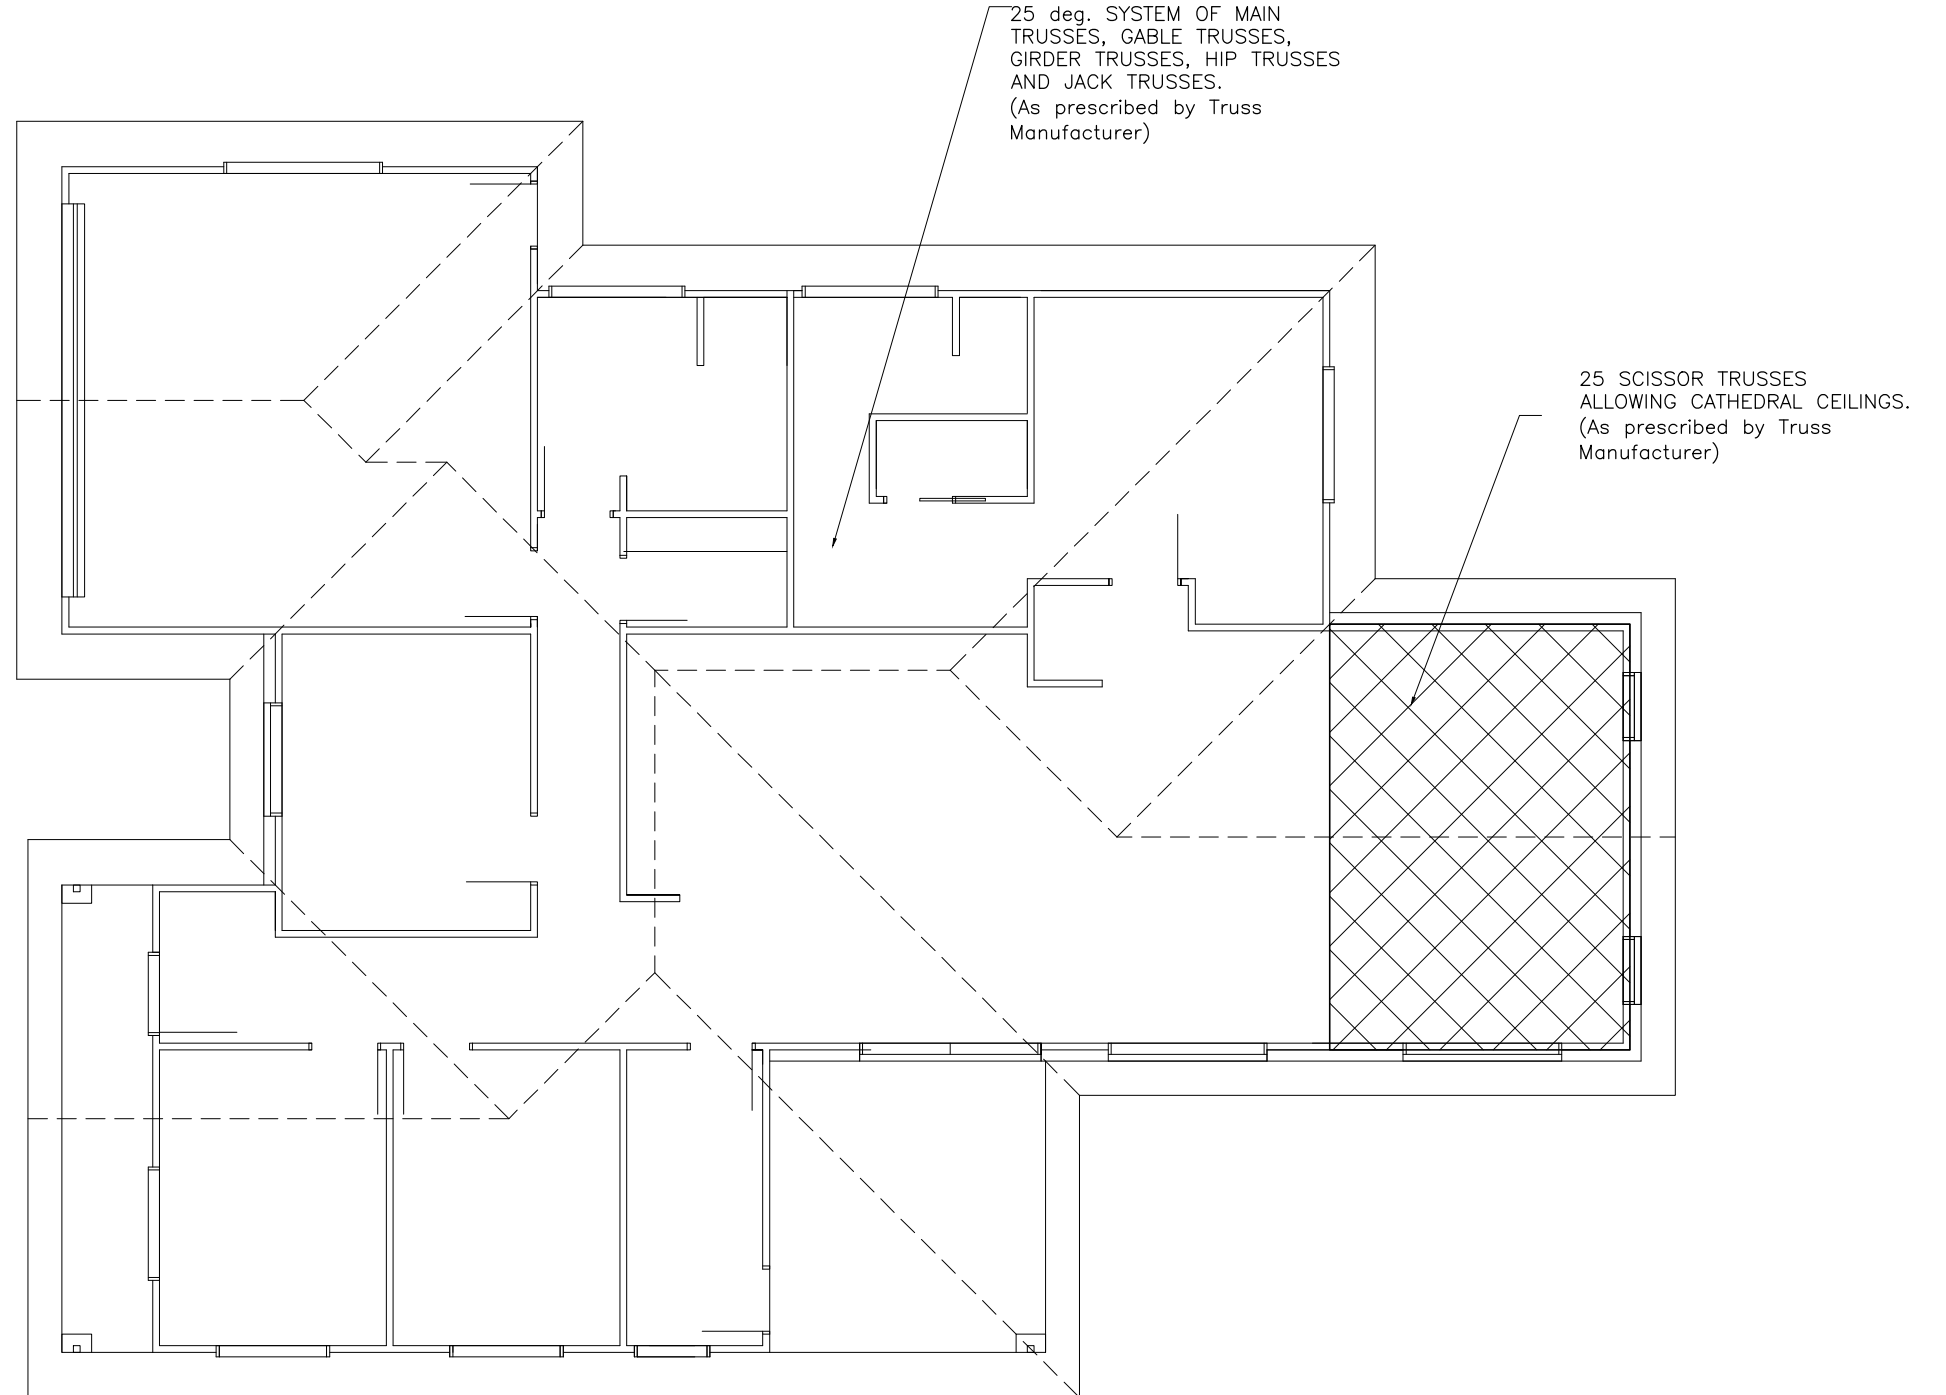 25 deg. SYSTEM OF MAIN
TRUSSES, GABLE TRUSSES,
GIRDER TRUSSES, HIP TRUSSES
AND JACK TRUSSES.
(As prescribed by Truss
Manufacturer)
25 SCISSOR TRUSSES
ALLOWING CATHEDRAL CEILINGS.
(As prescribed by Truss
Manufacturer)